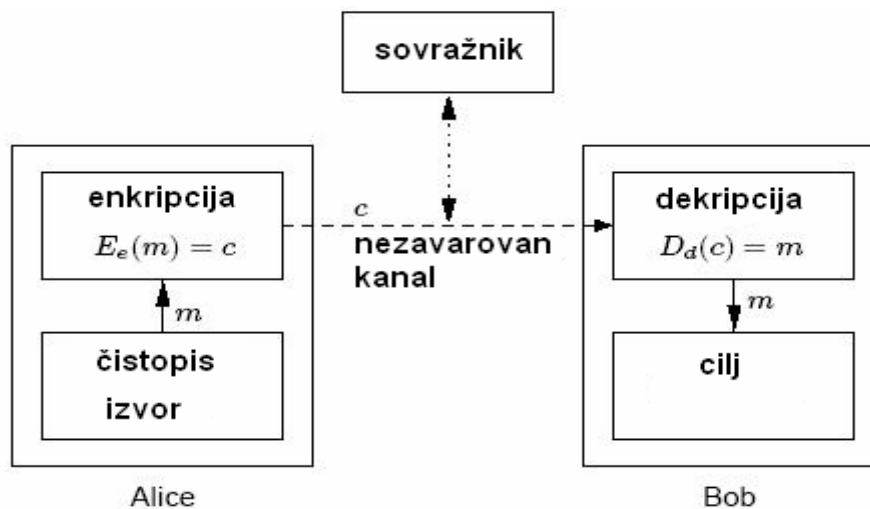 sovražnik
enkripcija
E_e(m) = c
m
čistopis
izvor
Alice
c
nezavarovan
kanal
dekripcija
D_d(c) = m
m
cilj
Bob